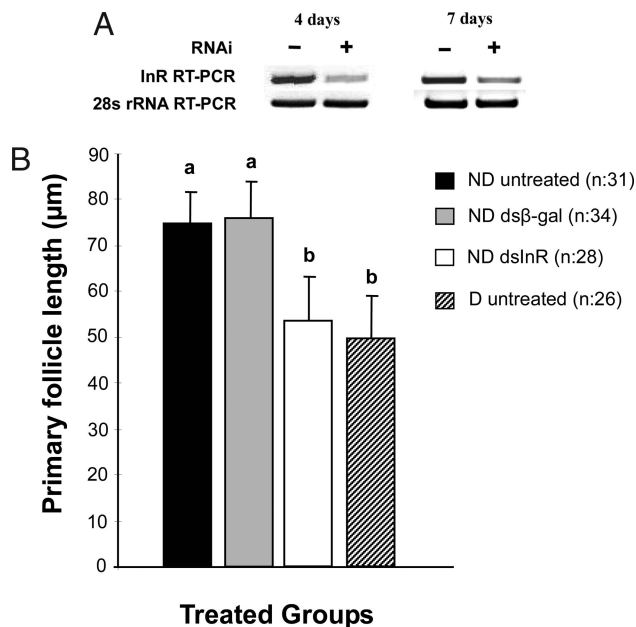 A
4 days
7 days
RNAi
–
+
–
+
InR RT-PCR
28s rRNA RT-PCR
B
90
80
70
60
50
40
30
20
10
0
Primary follicle length (µm)
a
a
b
b
ND untreated (n:31)
ND dsβ-gal (n:34)
ND dsInR (n:28)
D untreated (n:26)
Treated Groups